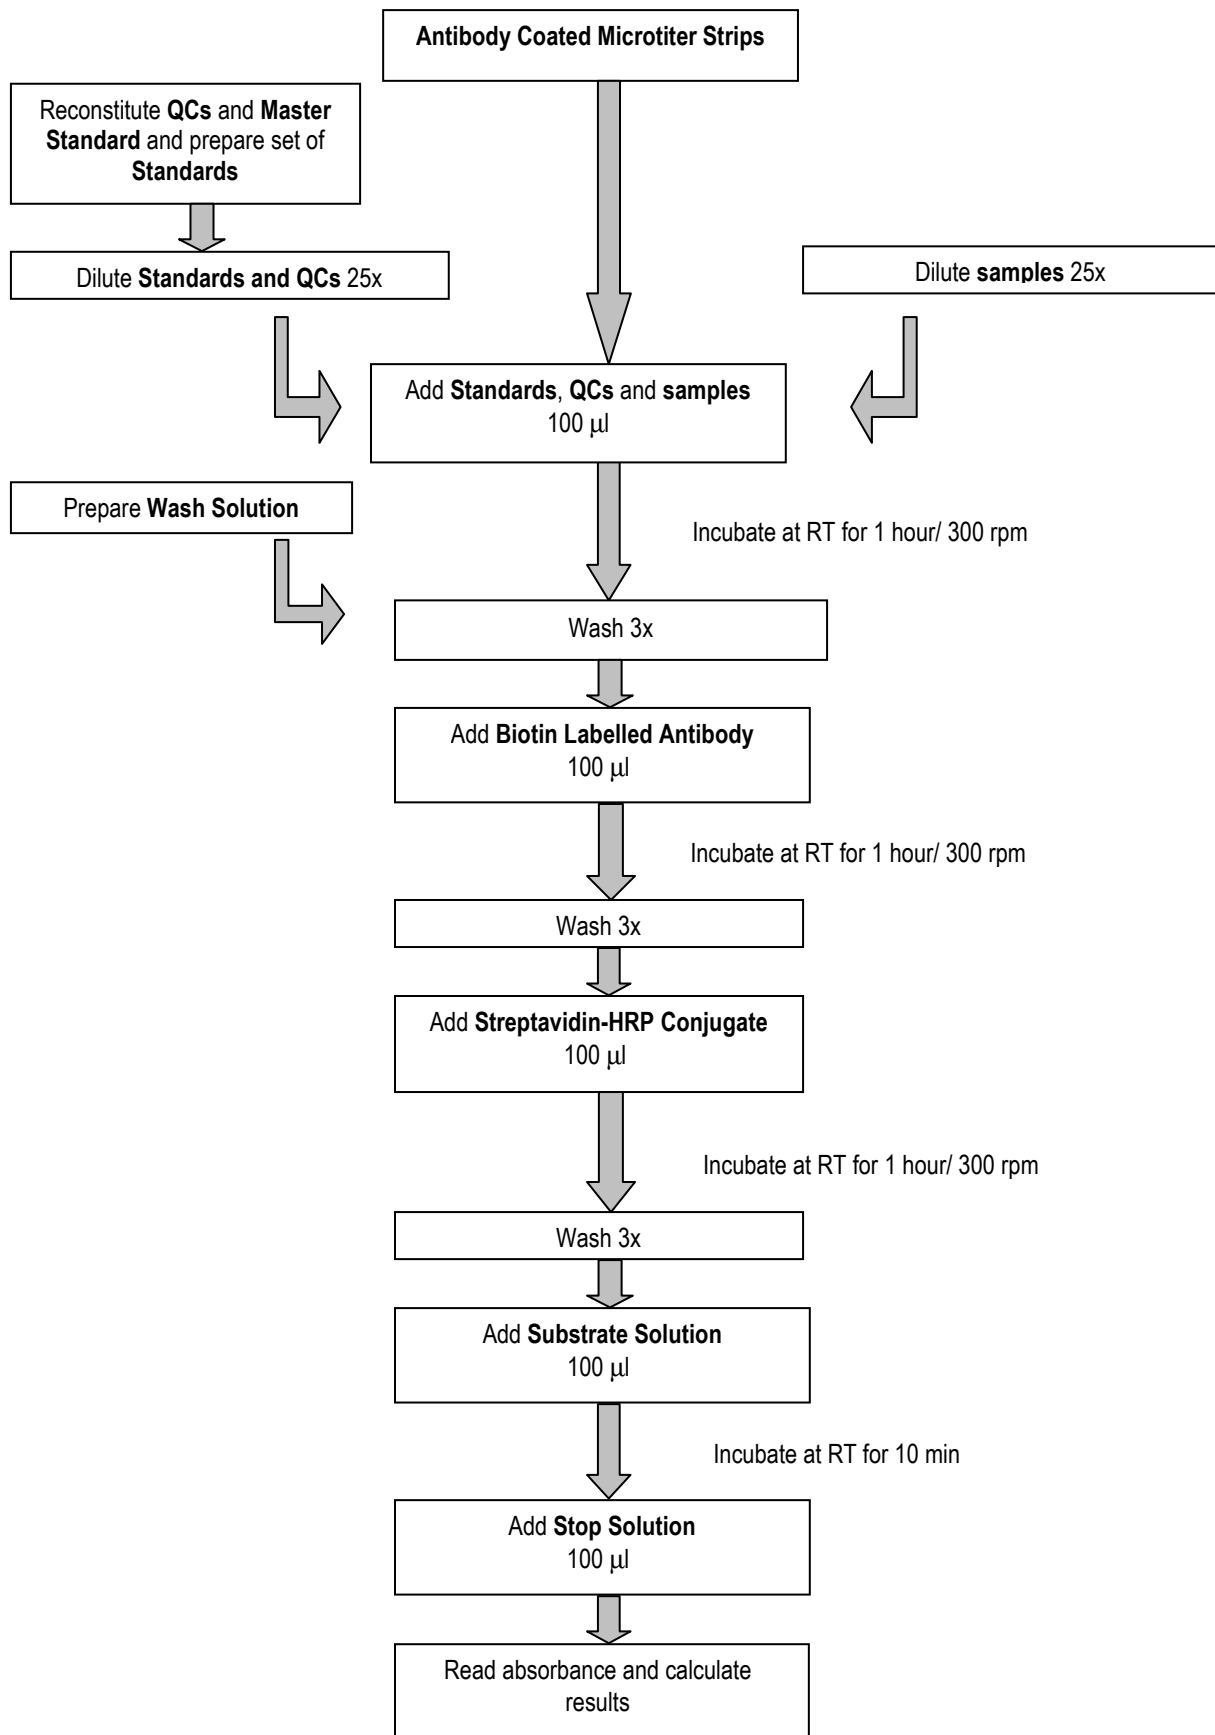 Antibody Coated Microtiter Strips
Reconstitute QCs and Master
Standard and prepare set of
Standards
Dilute Standards and QCs 25x
Dilute samples 25x
Add Standards, QCs and samples
100 µl
Prepare Wash Solution
Incubate at RT for 1 hour/ 300 rpm
Wash 3x
Add Biotin Labelled Antibody
100 µl
Incubate at RT for 1 hour/ 300 rpm
Wash 3x
Add Streptavidin-HRP Conjugate
100 µl
Incubate at RT for 1 hour/ 300 rpm
Wash 3x
Add Substrate Solution
100 µl
Incubate at RT for 10 min
Add Stop Solution
100 µl
Read absorbance and calculate
results